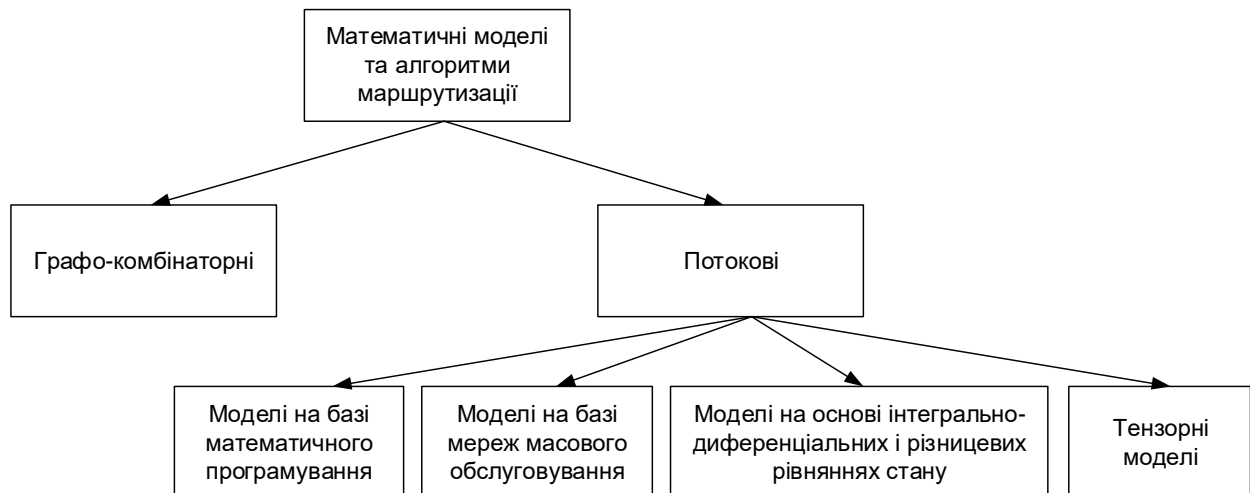 Математичні моделі
та алгоритми
маршрутизації
Графо-комбінаторні
Потокові
Моделі на базі
математичного
програмування
Моделі на базі
мереж масового
обслуговування
Моделі на основі інтегрально-
диференціальних і різницевих
рівняннях стану
Тензорні
моделі